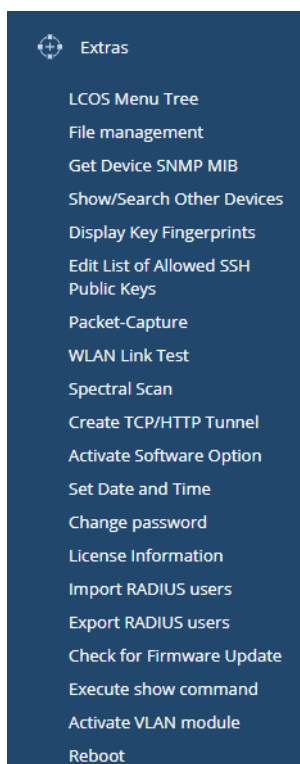 Extras
LCOS Menu Tree
File management
Get Device SNMP MIB
Show/Search Other Devices
Display Key Fingerprints
Edit List of Allowed SSH
Public Keys
Packet-Capture
WLAN Link Test
Spectral Scan
Create TCP/HTTP Tunnel
Activate Software Option
Set Date and Time
Change password
License Information
Import RADIUS users
Export RADIUS users
Check for Firmware Update
Execute show command
Activate VLAN module
Reboot